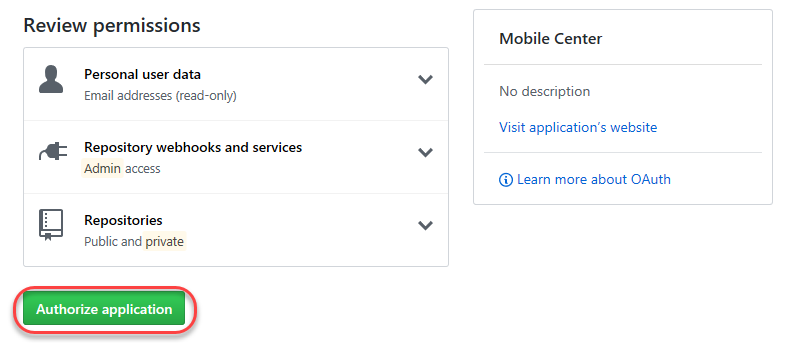 Review permissions
Personal user data
Email addresses (read-only)
Repository webhooks and services
Admin access
Repositories
Public and private
Authorize application
Mobile Center
No description
Visit application's website
Learn more about OAuth